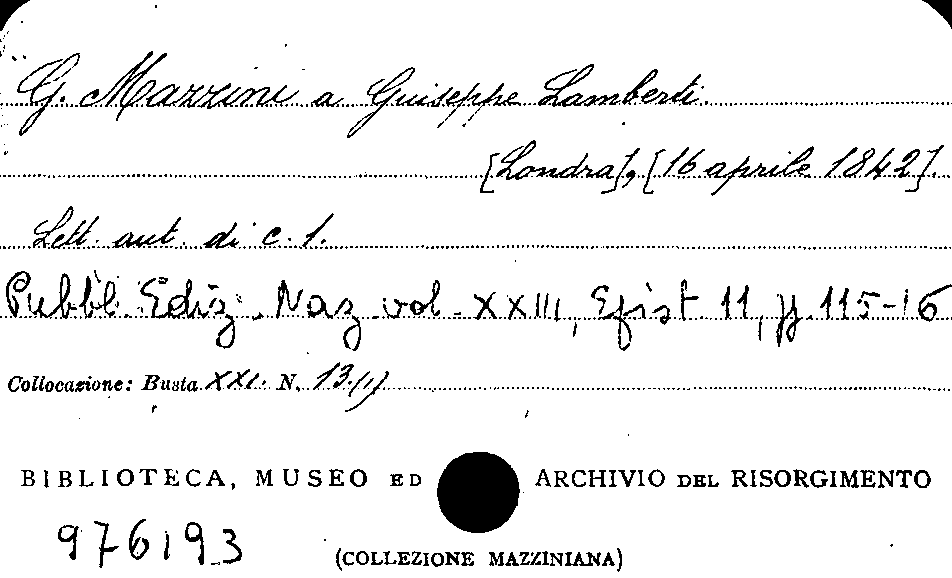 G. Mazzini a Giuseppe Lamberti.
[Londra], [16 aprile 1842].
Lett. aut. di c. 1.
Pubbl. Ediz. Naz. vol. XXIII, Epist 11, pp. 115-16
Collocazione: Busta XXI. N. 13/1)
BIBLIOTECA, MUSEO ED ARCHIVIO DEL RISORGIMENTO
976193
(COLLEZIONE MAZZINIANA)